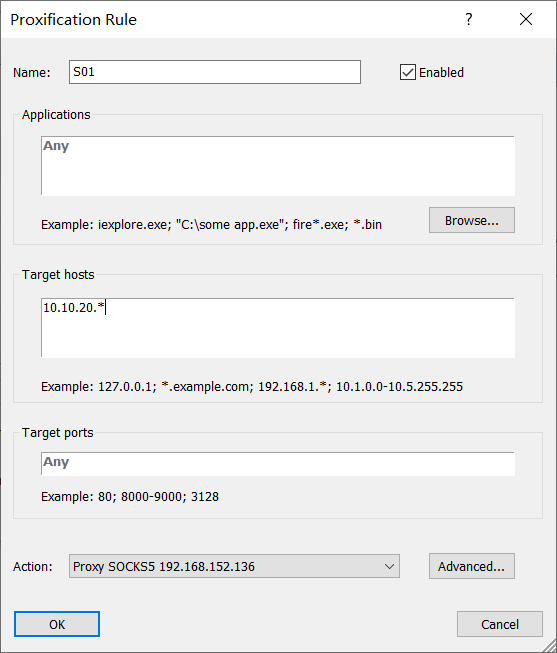 Proxification Rule
Name: S01 Enabled
Applications
Any
Example: iexplore.exe; "C:\some app.exe"; fire*.exe; *.bin Browse...
Target hosts
10.10.20.*
Example: 127.0.0.1; *.example.com; 192.168.1.*; 10.1.0.0-10.5.255.255
Target ports
Any
Example: 80; 8000-9000; 3128
Action: Proxy SOCKS5 192.168.152.136 Advanced...
OK Cancel